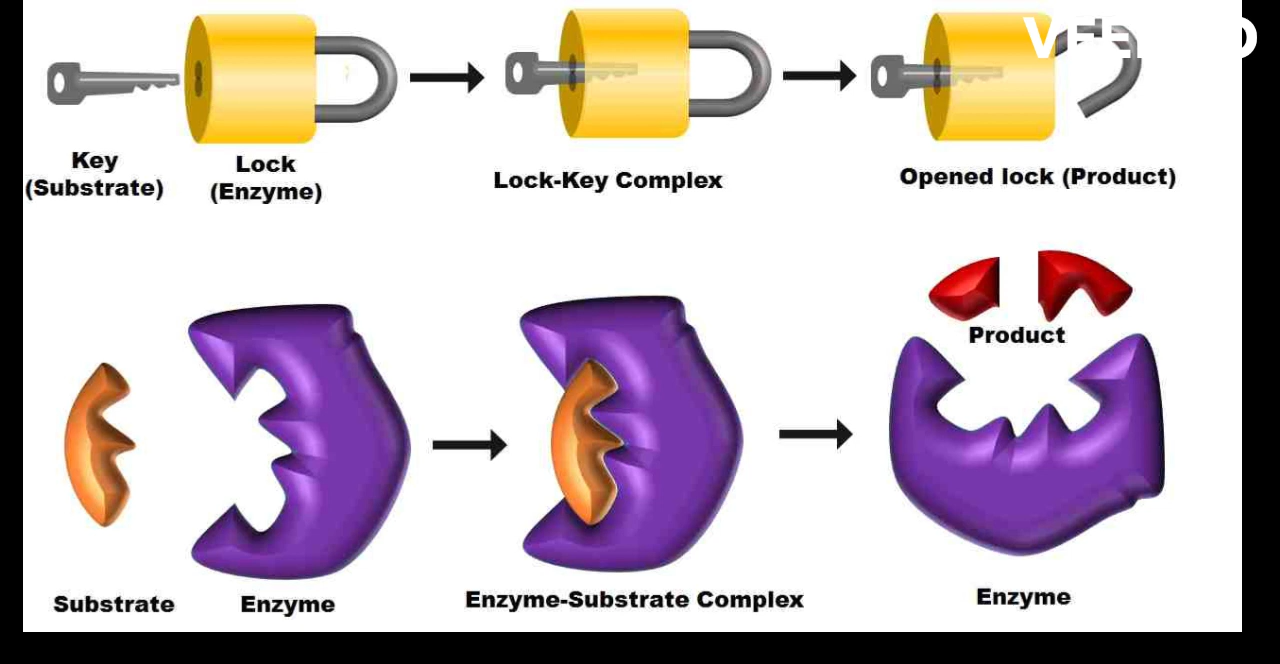 Key
(Substrate)
Lock
(Enzyme)
Lock-Key Complex
Opened lock (Product)
Product
Substrate
Enzyme
Enzyme-Substrate Complex
Enzyme